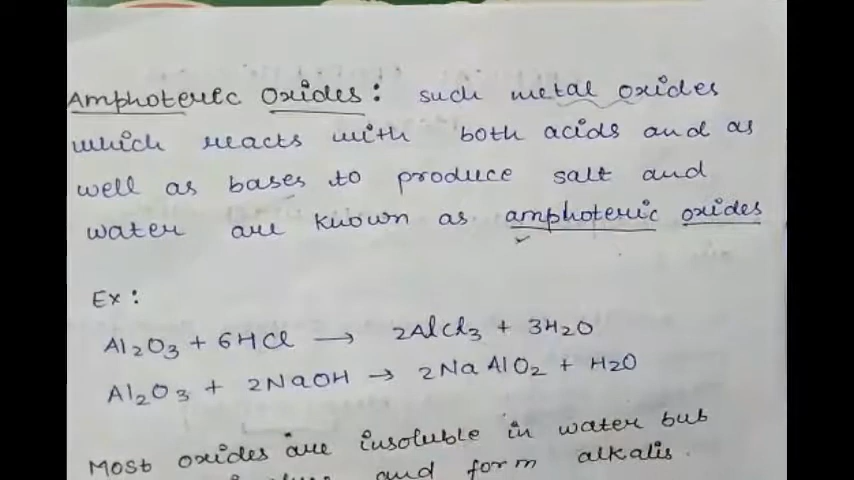 Amphoteric Oxides : such metal oxides
which reacts with both acids and as
well as bases to produce salt and
water are known as amphoteric oxides
Ex :
Al2O3 + 6HCl → 2AlCl3 + 3H2O
Al2O3 + 2NaOH → 2NaAlO2 + H2O
Most oxides are insoluble in water but
and form alkalis.